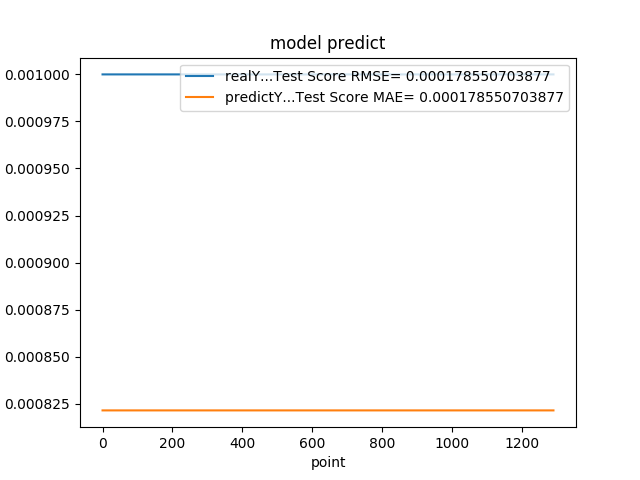 model predict
realY...Test Score RMSE= 0.000178550703877
predictY...Test Score MAE= 0.000178550703877
0.001000
0.000975
0.000950
0.000925
0.000900
0.000875
0.000850
0.000825
0 200 400 600 800 1000 1200
point